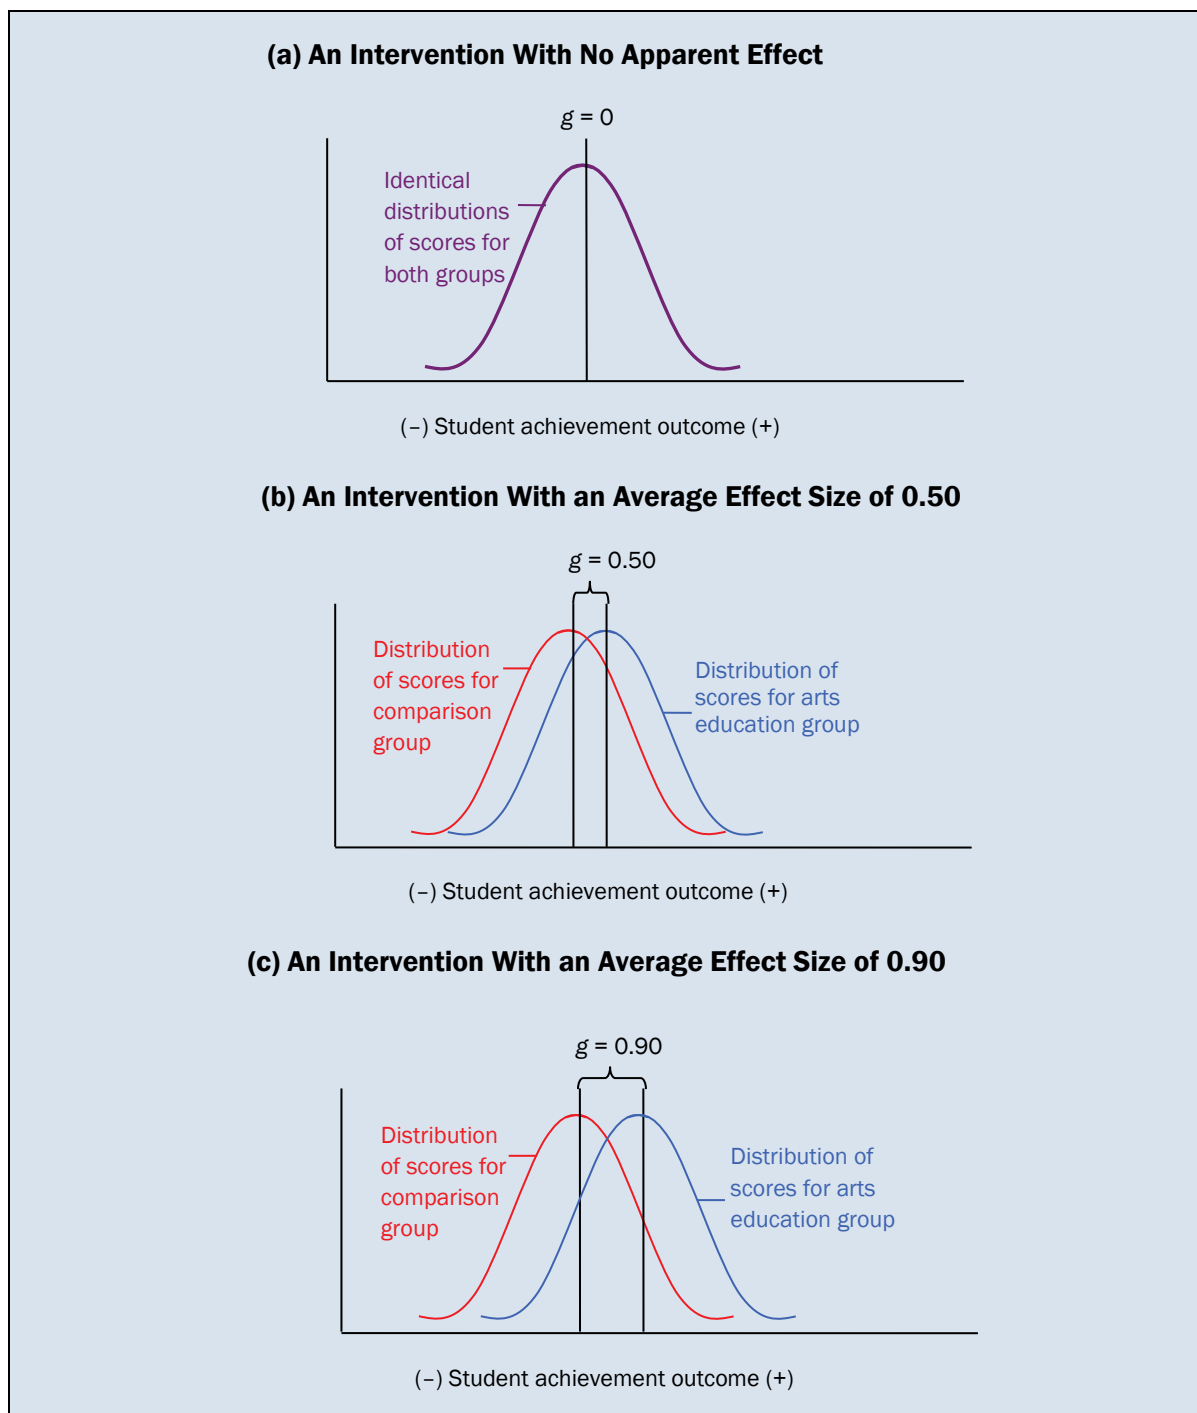 (a) An Intervention With No Apparent Effect
g = 0
Identical
distributions
of scores for
both groups
(–) Student achievement outcome (+)
(b) An Intervention With an Average Effect Size of 0.50
g = 0.50
Distribution
of scores for
comparison
group
Distribution of
scores for arts
education group
(–) Student achievement outcome (+)
(c) An Intervention With an Average Effect Size of 0.90
g = 0.90
Distribution
of scores for
comparison
group
Distribution of
scores for arts
education group
(–) Student achievement outcome (+)